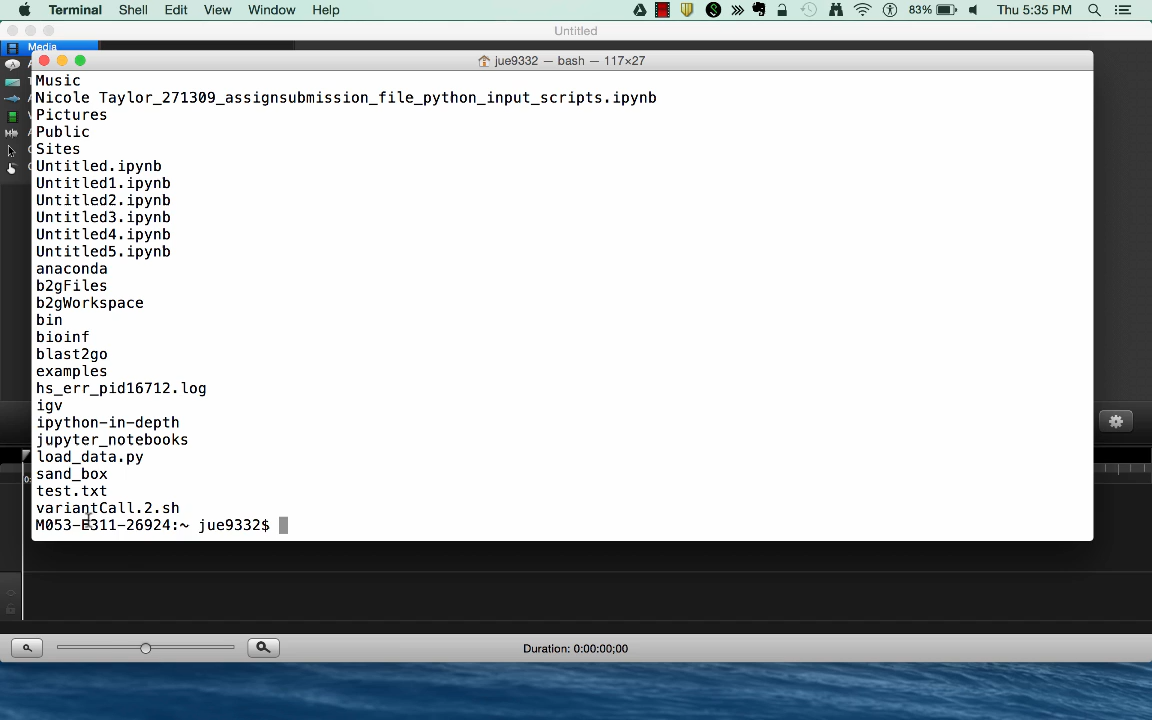 Terminal Shell Edit View Window Help 83% Thu 5:35 PM
Untitled
Media
jue9332 — bash — 117×27
Music
Nicole Taylor_271309_assignsubmission_file_python_input_scripts.ipynb
Pictures
Public
Sites
Untitled.ipynb
Untitled1.ipynb
Untitled2.ipynb
Untitled3.ipynb
Untitled4.ipynb
Untitled5.ipynb
anaconda
b2gFiles
b2gWorkspace
bin
bioinf
blast2go
examples
hs_err_pid16712.log
igv
ipython-in-depth
jupyter_notebooks
load_data.py
sand_box
test.txt
variantCall.2.sh
M053-E311-26924:~ jue9332$
Duration: 0:00:00;00